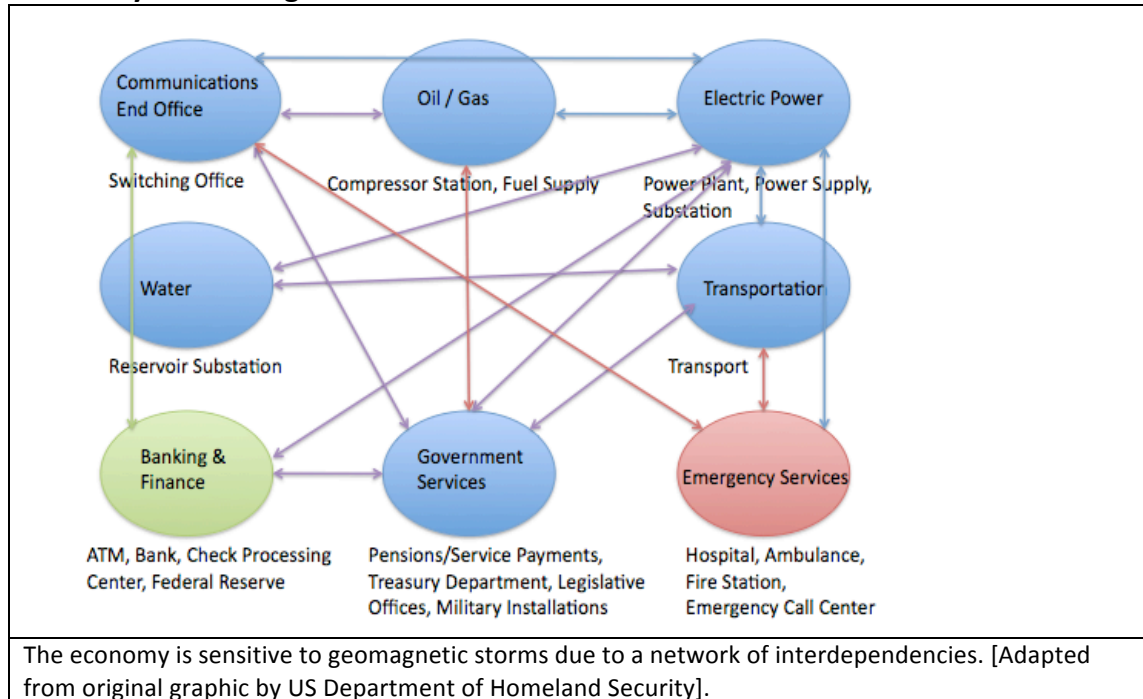 Communications
End Office
Oil / Gas
Electric Power
Switching Office
Compressor Station, Fuel Supply
Power Plant, Power Supply,
Substation
Water
Transportation
Reservoir Substation
Transport
Banking &
Finance
Government
Services
Emergency Services
ATM, Bank, Check Processing
Center, Federal Reserve
Pensions/Service Payments,
Treasury Department, Legislative
Offices, Military Installations
Hospital, Ambulance,
Fire Station,
Emergency Call Center
The economy is sensitive to geomagnetic storms due to a network of interdependencies. [Adapted
from original graphic by US Department of Homeland Security].